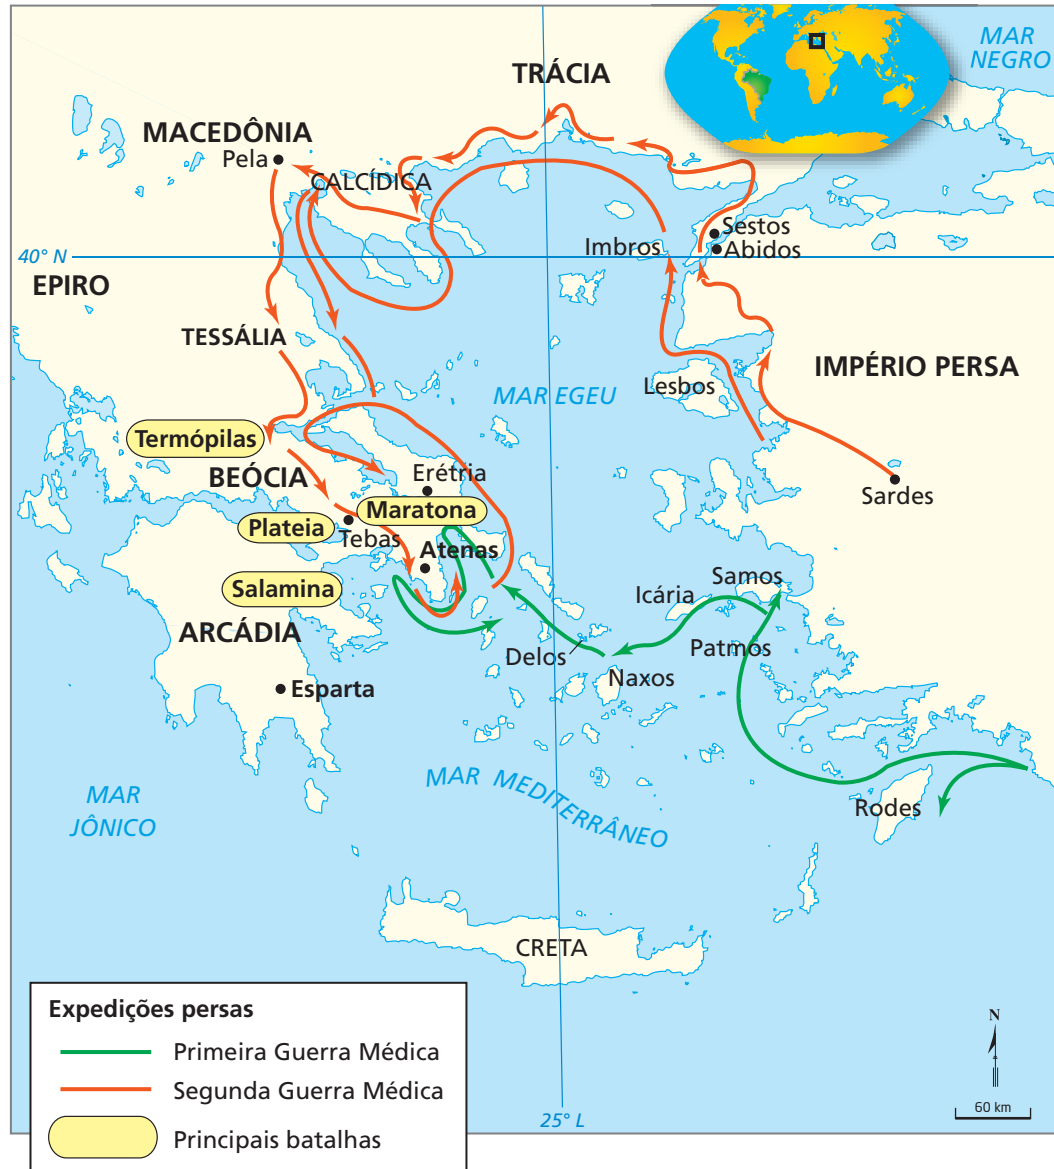 MAR
NEGRO
TRÁCIA
MACEDÔNIA
Pela
CALCÍDICA
Sestos
Imbros
Abidos
40° N
EPIRO
TESSÁLIA
IMPÉRIO PERSA
Lesbos
MAR EGEU
Termópilas
BEÓCIA
Erétria
Sardes
Maratona
Plateia
Tebas
Atenas
Salamina
Samos
Icária
ARCÁDIA
Patmos
Delos
Naxos
Esparta
MAR MEDITERRÂNEO
MAR
JÔNICO
Rodes
CRETA
Expedições persas
Primeira Guerra Médica
Segunda Guerra Médica
Principais batalhas
25° L
N
60 km